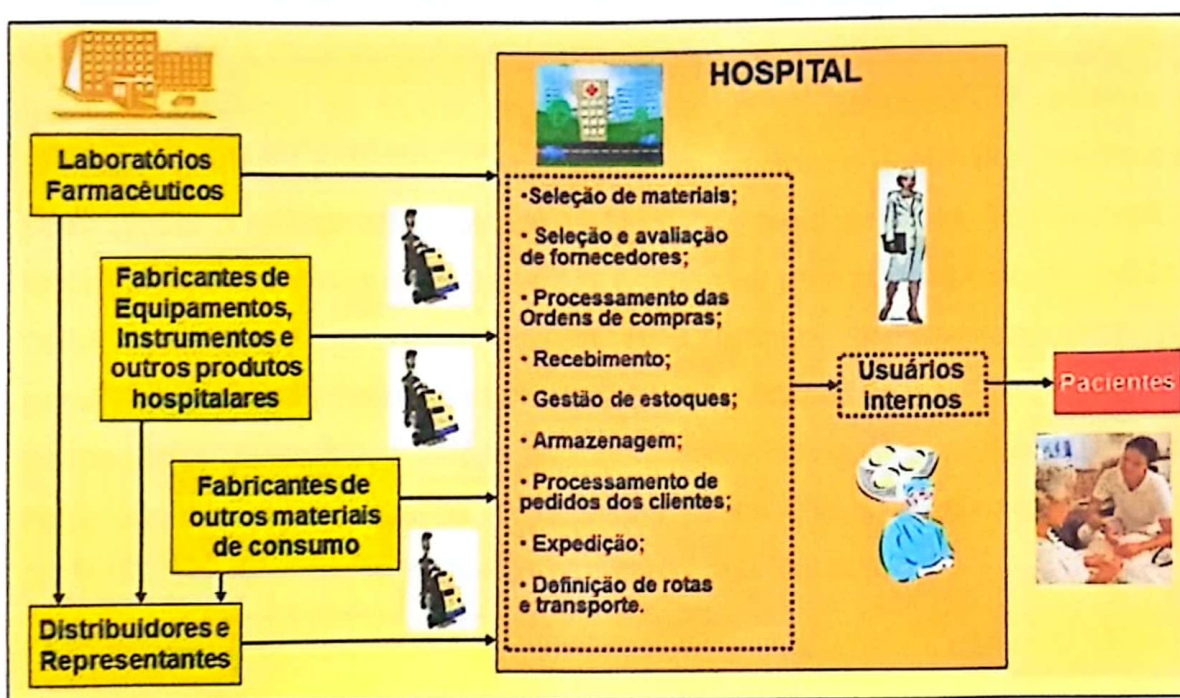 HOSPITAL
Laboratórios
Farmacêuticos
Fabricantes de
Equipamentos,
Instrumentos e
outros produtos
hospitalares
Fabricantes de
outros materiais
de consumo
Distribuidores e
Representantes
•Seleção de materiais;
• Seleção e avaliação
de fornecedores;
• Processamento das
Ordens de compras;
• Recebimento;
• Gestão de estoques;
• Armazenagem;
• Processamento de
pedidos dos clientes;
• Expedição;
• Definição de rotas
e transporte.
Usuários
internos
Pacientes